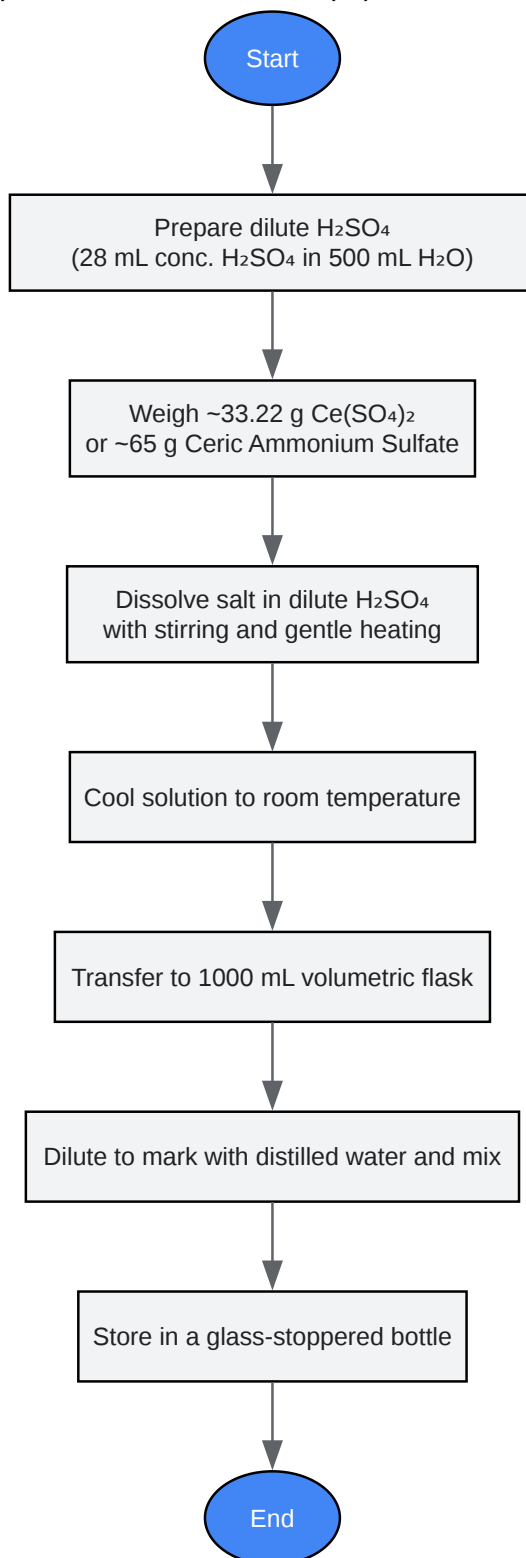 Start
Prepare dilute H₂SO₄
(28 mL conc. H₂SO₄ in 500 mL H₂O)
Weigh ~33.22 g Ce(SO₄)₂
or ~65 g Ceric Ammonium Sulfate
Dissolve salt in dilute H₂SO₄
with stirring and gentle heating
Cool solution to room temperature
Transfer to 1000 mL volumetric flask
Dilute to mark with distilled water and mix
Store in a glass-stoppered bottle
End